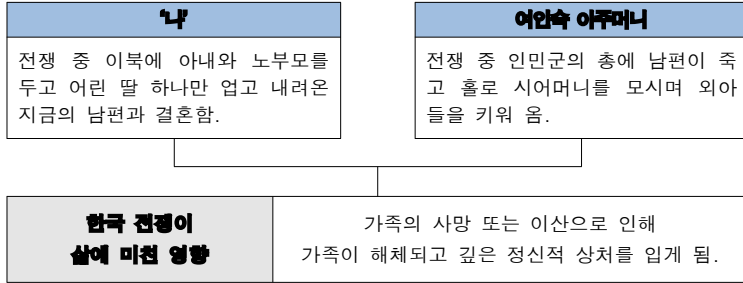 '나'
여인숙 아주머니
전쟁 중 이북에 아내와 노부모를
두고 어린 딸 하나만 업고 내려온
지금의 남편과 결혼함.
전쟁 중 인민군의 총에 남편이 죽
고 홀로 시어머니를 모시며 외아
들을 키워 옴.
한국 전쟁이
삶에 미친 영향
가족의 사망 또는 이산으로 인해
가족이 해체되고 깊은 정신적 상처를 입게 됨.